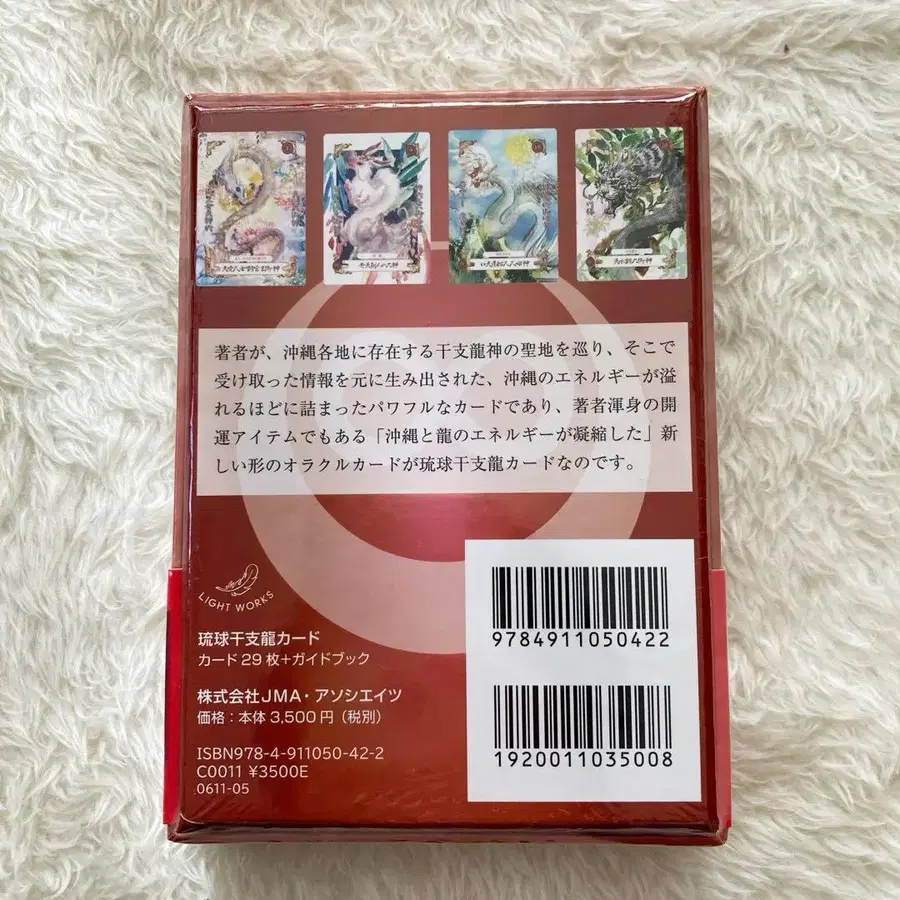 著者が、沖縄各地に存在する干支龍神の聖地を巡り、そこで
受け取った情報を元に生み出された、沖縄のエネルギーが溢
れるほどに詰まったパワフルなカードであり、著者渾身の開
運アイテムでもある「沖縄と龍のエネルギーが凝縮した」新
しい形のオラクルカードが琉球干支龍カードなのです。
LIGHT WORKS
琉球干支龍カード
カード29枚+ガイドブック
株式会社JMA・アソシエイツ
価格：本体 3,500円（税別）
ISBN978-4-911050-42-2
C0011 ¥3500E
0611-05
9784911050422
1920011035008